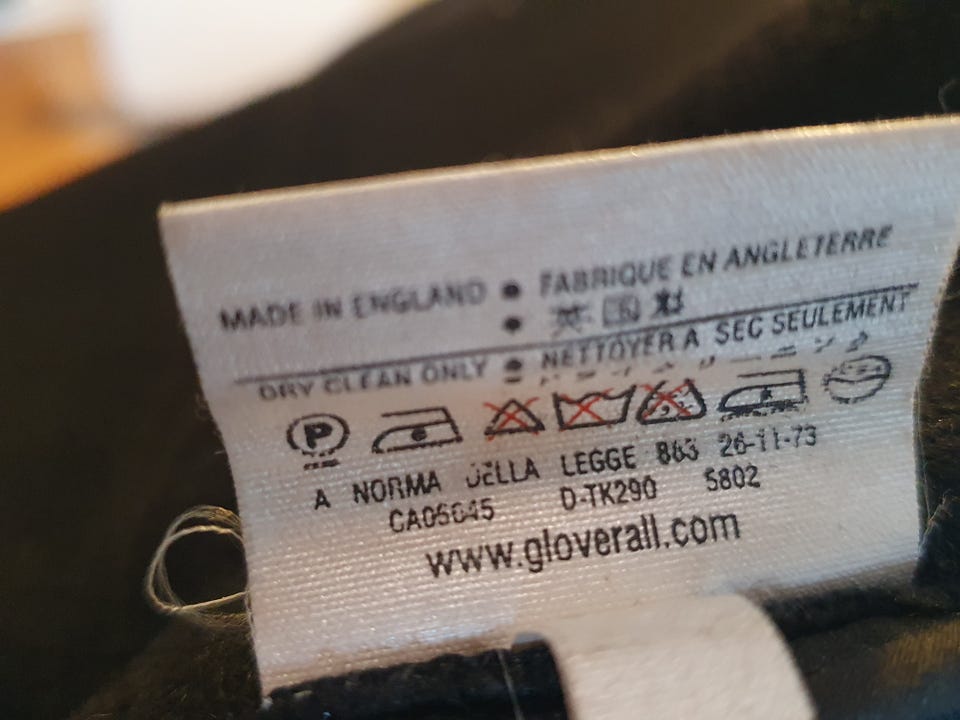 MADE IN ENGLAND • FABRIQUE EN ANGLETERRE
• 英国製
DRY CLEAN ONLY • NETTOYER A SEC SEULEMENT
P
A NORMA DELLA LEGGE 883 26-11-73
D-TK290 5802
www.gloverall.com